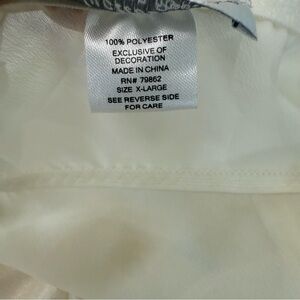 100% POLYESTER
EXCLUSIVE OF
DECORATION
MADE IN CHINA
RN# 79862
SIZE X-LARGE
SEE REVERSE SIDE
FOR CARE